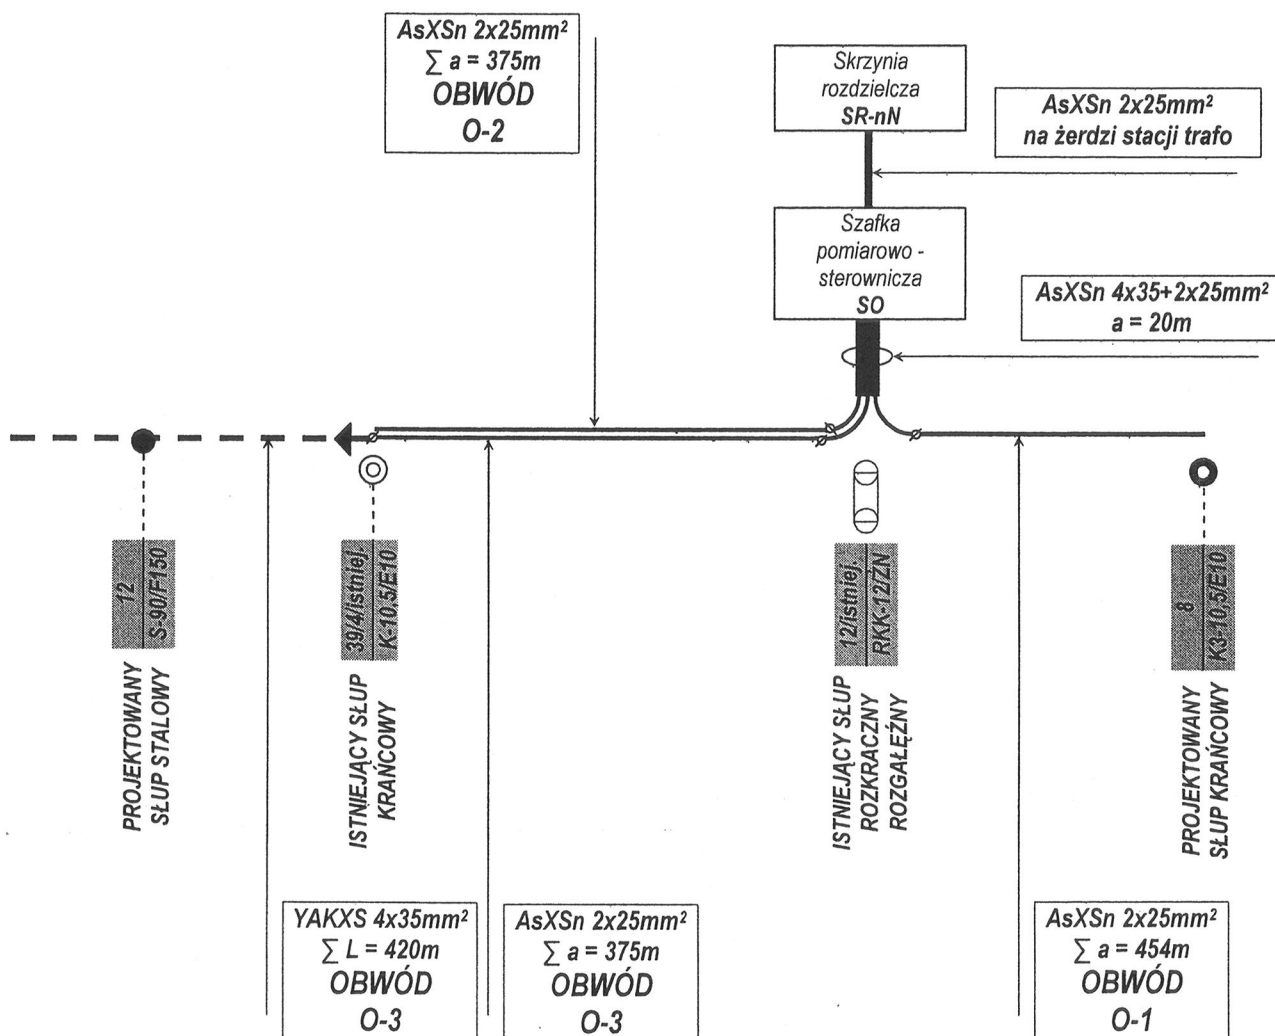 AsXSn 2x25mm²
∑ a = 375m
OBWÓD
O-2
Skrzynia
rozdzielcza
SR-nN
AsXSn 2x25mm²
na żerdzi stacji trafo
Szafka
pomiarowo -
sterownicza
SO
AsXSn 4x35+2x25mm²
a = 20m
12
S-90/F150
PROJEKTOWANY
SŁUP STALOWY
39/4/istniej.
K-10,5/E10
ISTNIEJĄCY SŁUP
KRAŃCOWY
12/istniej.
RKK-12/ŻN
ISTNIEJĄCY SŁUP
ROZKRACZNY
ROZGAŁĘŹNY
8
K3-10,5/E10
PROJEKTOWANY
SŁUP KRAŃCOWY
YAKXS 4x35mm²
∑ L = 420m
OBWÓD
O-3
AsXSn 2x25mm²
∑ a = 375m
OBWÓD
O-3
AsXSn 2x25mm²
∑ a = 454m
OBWÓD
O-1